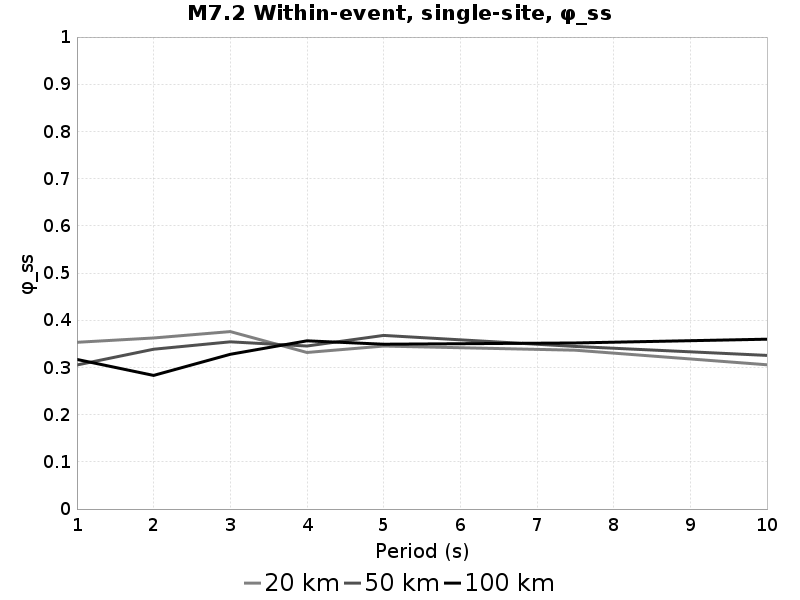 M7.2 Within-event, single-site, φ_ss
1
0.9
0.8
0.7
0.6
0.5
0.4
0.3
0.2
0.1
0
φ_ss
1 2 3 4 5 6 7 8 9 10
Period (s)
20 km 50 km 100 km